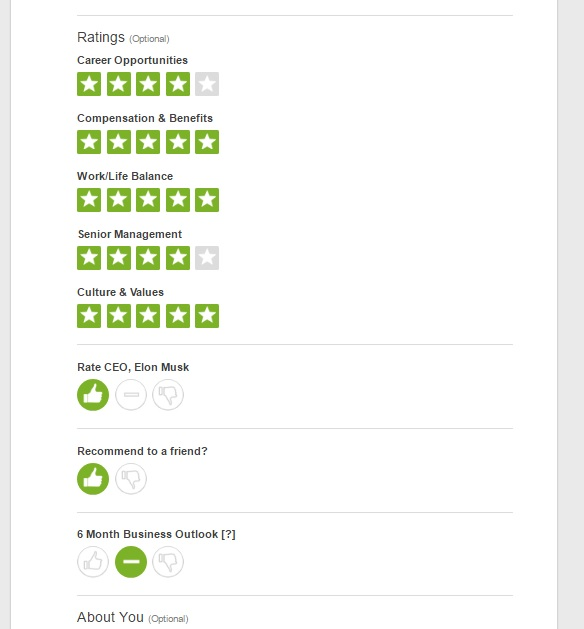 Ratings (Optional)
Career Opportunities
Compensation & Benefits
Work/Life Balance
Senior Management
Culture & Values
Rate CEO, Elon Musk
Recommend to a friend?
6 Month Business Outlook [?]
About You (Optional)